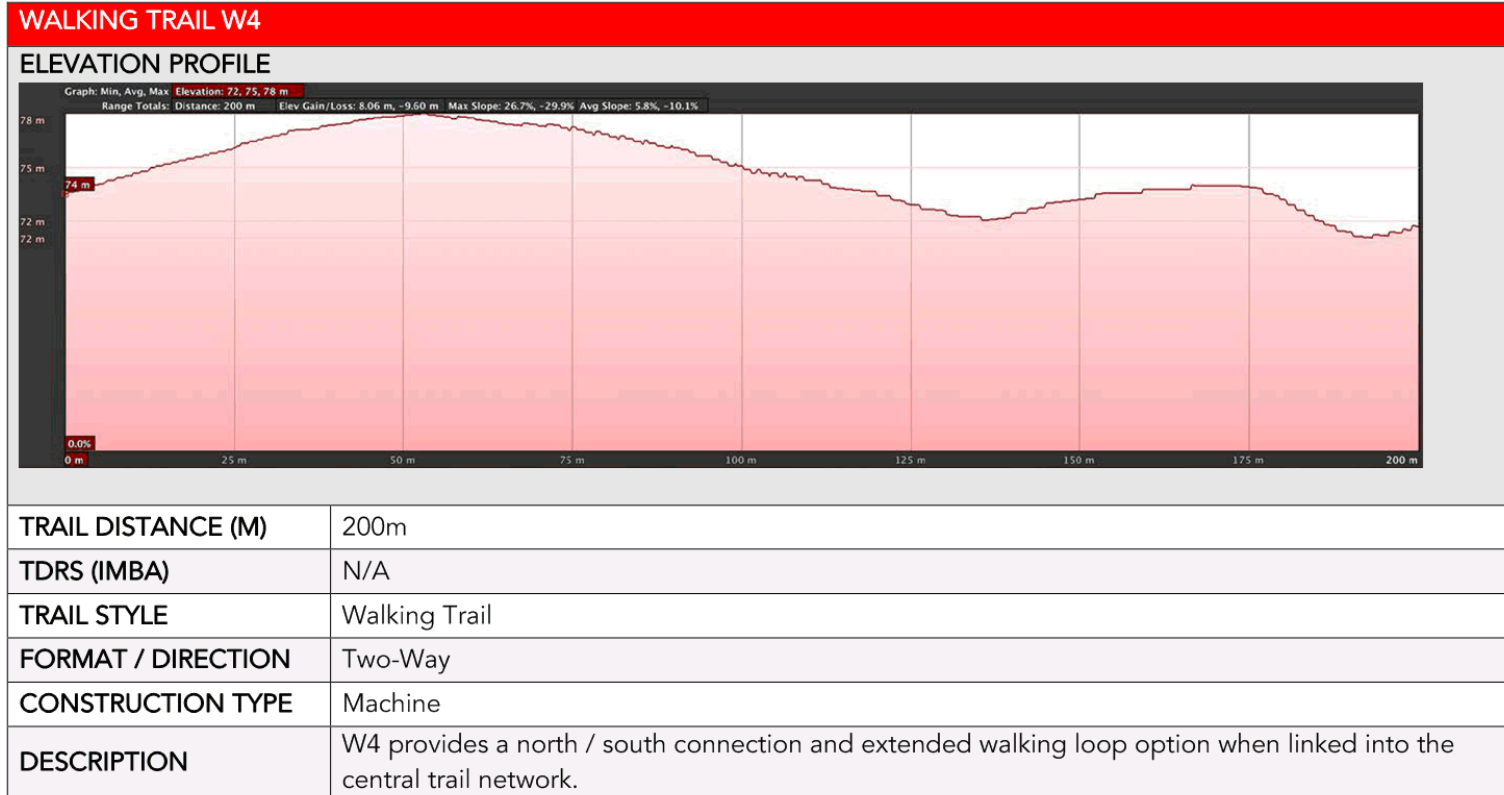 WALKING TRAIL W4
ELEVATION PROFILE
Graph: Min, Avg, Max Elevation: 72, 75, 78 m
Range Totals: Distance: 200 m Elev Gain/Loss: 8.06 m, -9.60 m Max Slope: 26.7%, -29.9% Avg Slope: 5.8%, -10.1%
78 m
75 m
74 m
72 m
72 m
0.0%
0 m 25 m 50 m 75 m 100 m 125 m 150 m 175 m 200 m
TRAIL DISTANCE (M) 200m
TDRS (IMBA) N/A
TRAIL STYLE Walking Trail
FORMAT / DIRECTION Two-Way
CONSTRUCTION TYPE Machine
DESCRIPTION W4 provides a north / south connection and extended walking loop option when linked into the
central trail network.